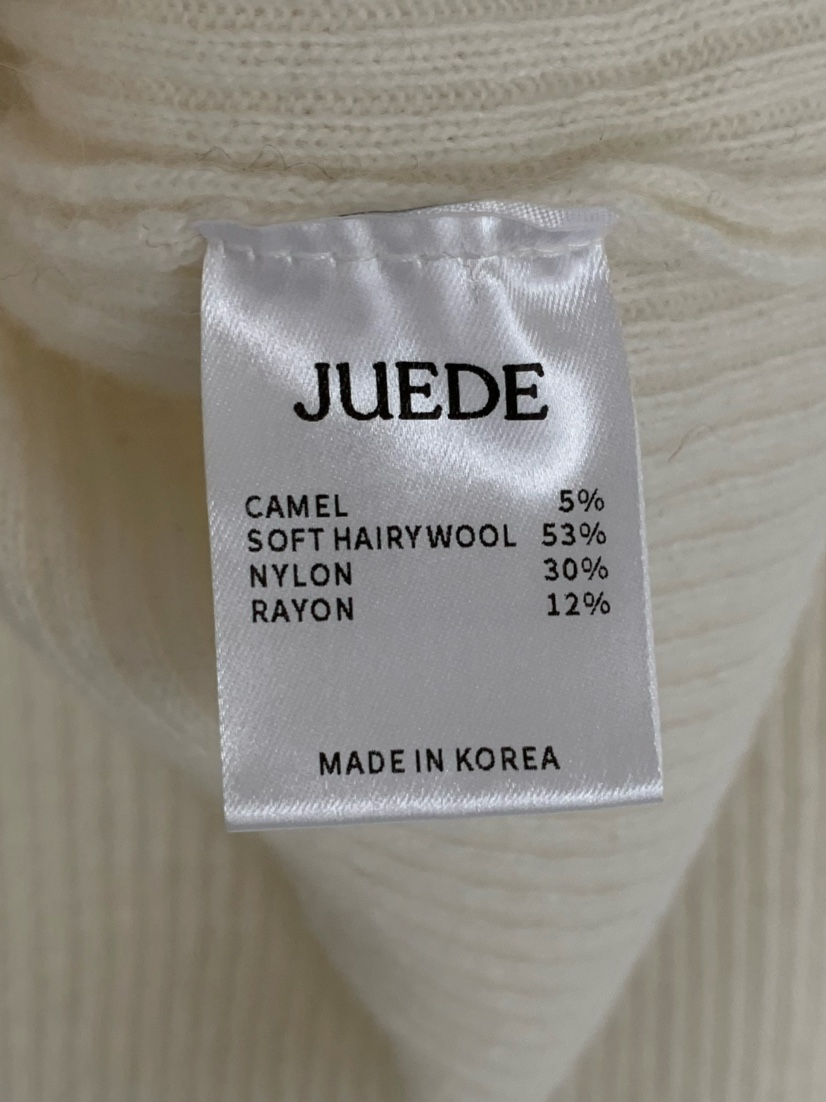 JUEDE
CAMEL 5%
SOFT HAIRYWOOL 53%
NYLON 30%
RAYON 12%
MADE IN KOREA